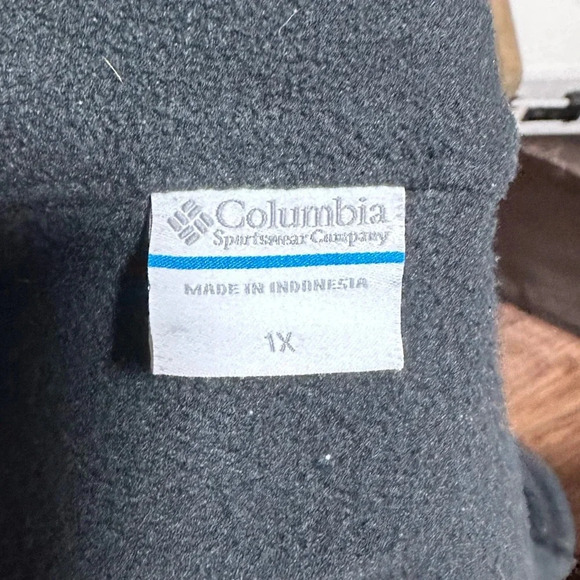 Columbia
Sportswear Company
MADE IN INDONESIA
1X